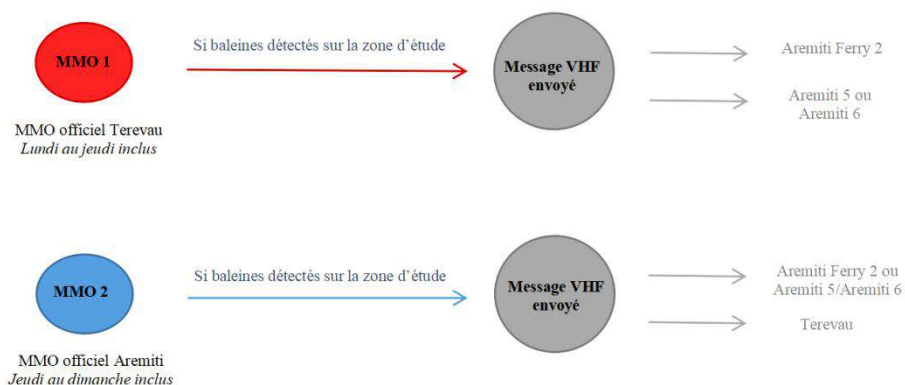 MMO 1
Si baleines détectés sur la zone d'étude
Message VHF
envoyé
Aremiti Ferry 2
Aremiti 5 ou
Aremiti 6
MMO officiel Terevau
Lundi au jeudi inclus
MMO 2
Si baleines détectés sur la zone d'étude
Message VHF
envoyé
Aremiti Ferry 2 ou
Aremiti 5/Aremiti 6
Terevau
MMO officiel Aremiti
Jeudi au dimanche inclus